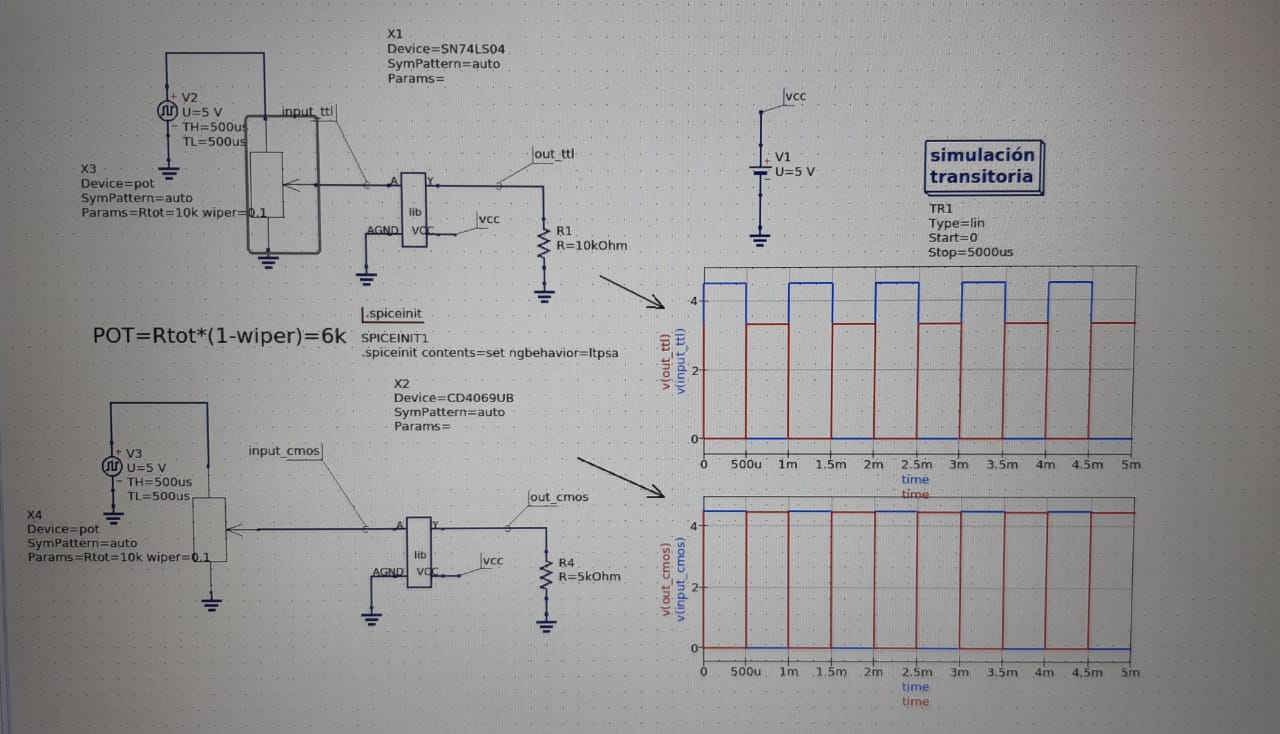 X1
Device=SN74LS04
SymPattern=auto
Params=
V2
U=5 V
TH=500us
TL=500us
input_ttl
X3
Device=pot
SymPattern=auto
Params=Rtot=10k wiper=0.1
A
Y
lib
AGND
VCC
out_ttl
vcc
R1
R=10kOhm
vcc
V1
U=5 V
simulación
transitoria
TR1
Type=lin
Start=0
Stop=5000us
POT=Rtot*(1-wiper)=6k
.spiceinit
SPICEINIT1
.spiceinit contents=set ngbehavior=ltpsa
v(out_ttl)
v(input_ttl)
4
2
0
0 500u 1m 1.5m 2m 2.5m 3m 3.5m 4m 4.5m 5m
time
time
X2
Device=CD4069UB
SymPattern=auto
Params=
V3
U=5 V
TH=500us
TL=500us
input_cmos
X4
Device=pot
SymPattern=auto
Params=Rtot=10k wiper=0.1
A
Y
lib
AGND
VCC
out_cmos
vcc
R4
R=5kOhm
v(out_cmos)
v(input_cmos)
4
2
0
0 500u 1m 1.5m 2m 2.5m 3m 3.5m 4m 4.5m 5m
time
time